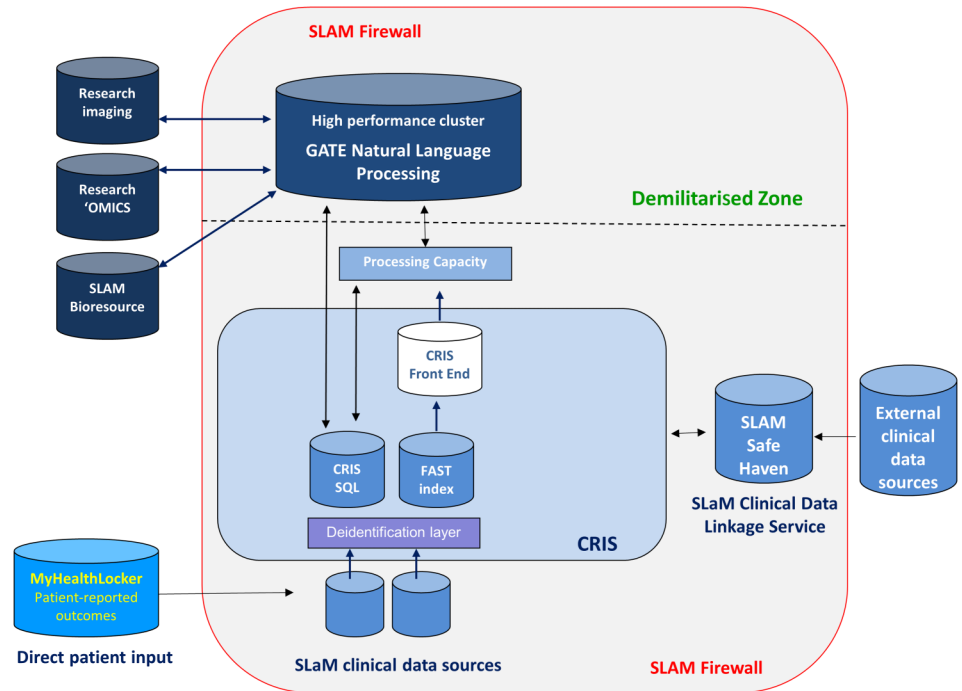 SLAM Firewall
Research
imaging
High performance cluster
GATE Natural Language
Processing
Research
‘OMICS
Demilitarised Zone
SLAM
Bioresource
Processing Capacity
CRIS
Front End
CRIS
SQL
FAST
index
SLAM
Safe
Haven
External
clinical
data
sources
SLaM Clinical Data
Linkage Service
Deidentification layer
CRIS
MyHealthLocker
Patient-reported
outcomes
Direct patient input
SLaM clinical data sources
SLAM Firewall